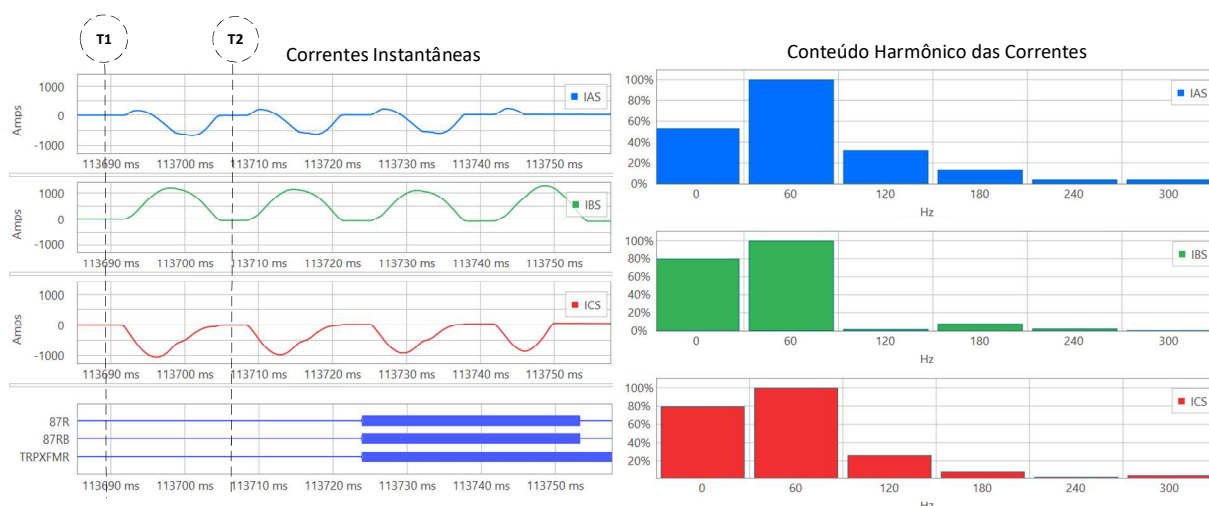 T1
T2
Correntes Instantâneas
Amps
1000
0
-1000
IAS
113690 ms 113700 ms 113710 ms 113720 ms 113730 ms 113740 ms 113750 ms
1000
0
-1000
IBS
113690 ms 113700 ms 113710 ms 113720 ms 113730 ms 113740 ms 113750 ms
Amps
1000
0
-1000
ICS
113690 ms 113700 ms 113710 ms 113720 ms 113730 ms 113740 ms 113750 ms
87R
87RB
TRPXFMR
113690 ms 113700 ms 113710 ms 113720 ms 113730 ms 113740 ms 113750 ms
Conteúdo Harmônico das Correntes
100%
80%
60%
40%
20%
0%
IAS
0 60 120 180 240 300
Hz
100%
80%
60%
40%
20%
0%
IBS
0 60 120 180 240 300
Hz
100%
80%
60%
40%
20%
ICS
0 60 120 180 240 300
Hz